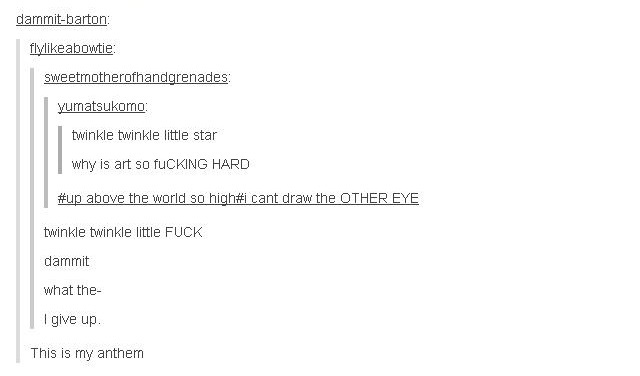 dammit-barton:
flylikeabowtie:
sweetmotherofhandgrenades:
yumatsukomo:
twinkle twinkle little star
why is art so fuCKING HARD
#up above the world so high#i cant draw the OTHER EYE
twinkle twinkle little FUCK
dammit
what the-
I give up.
This is my anthem